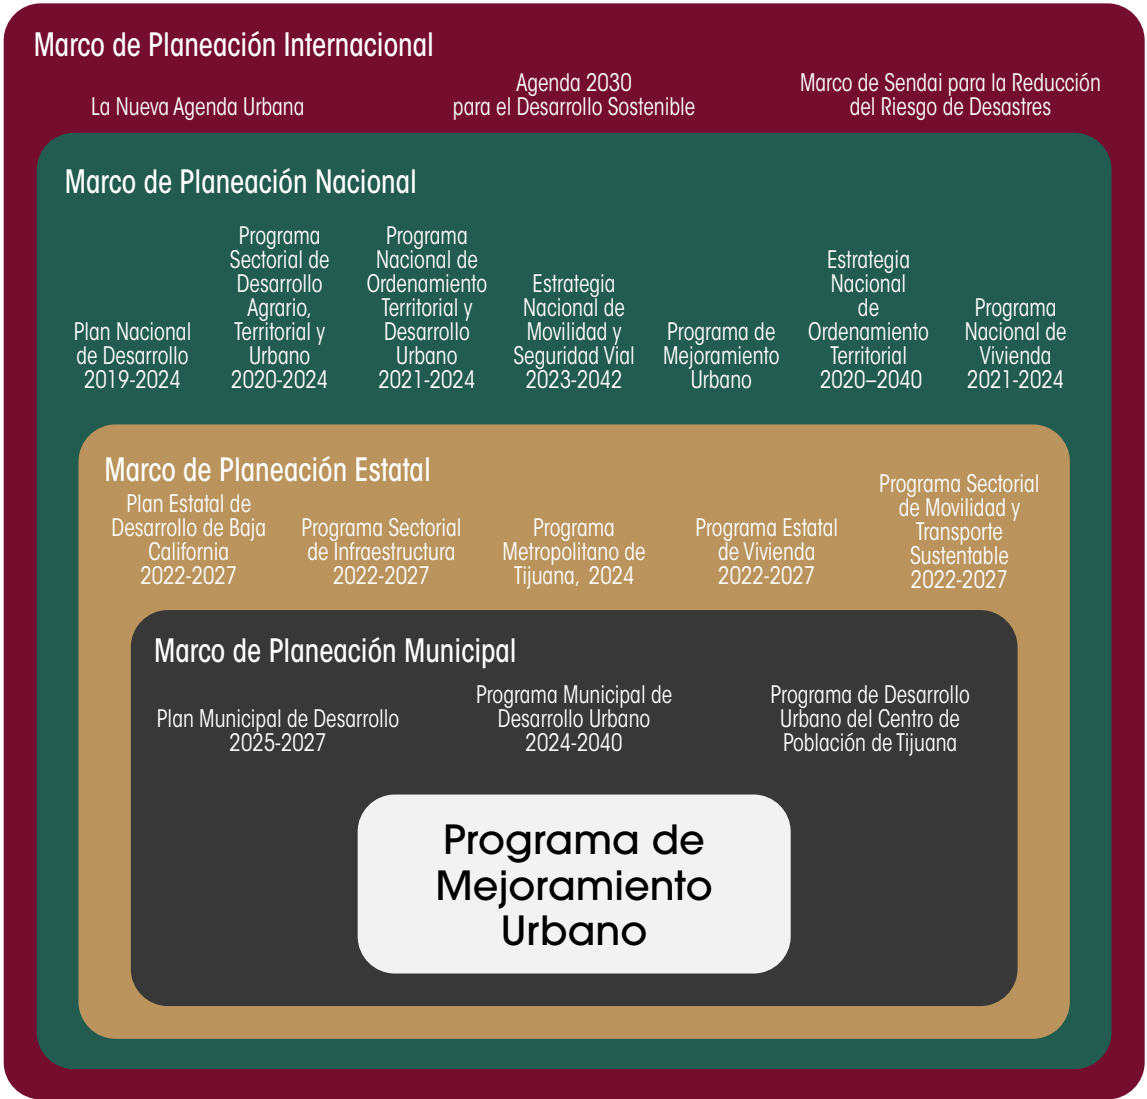 Marco de Planeación Internacional
La Nueva Agenda Urbana
Agenda 2030
para el Desarrollo Sostenible
Marco de Sendai para la Reducción
del Riesgo de Desastres
Marco de Planeación Nacional
Plan Nacional
de Desarrollo
2019-2024
Programa
Sectorial de
Desarrollo
Agrario,
Territorial y
Urbano
2020-2024
Programa
Nacional de
Ordenamiento
Territorial y
Desarrollo
Urbano
2021-2024
Estrategia
Nacional de
Movilidad y
Seguridad Vial
2023-2042
Programa de
Mejoramiento
Urbano
Estrategia
Nacional
de
Ordenamiento
Territorial
2020–2040
Programa
Nacional de
Vivienda
2021-2024
Marco de Planeación Estatal
Plan Estatal de
Desarrollo de Baja
California
2022-2027
Programa Sectorial
de Infraestructura
2022-2027
Programa
Metropolitano de
Tijuana, 2024
Programa Estatal
de Vivienda
2022-2027
Programa Sectorial
de Movilidad y
Transporte
Sustentable
2022-2027
Marco de Planeación Municipal
Plan Municipal de Desarrollo
2025-2027
Programa Municipal de
Desarrollo Urbano
2024-2040
Programa de Desarrollo
Urbano del Centro de
Población de Tijuana
Programa de
Mejoramiento
Urbano